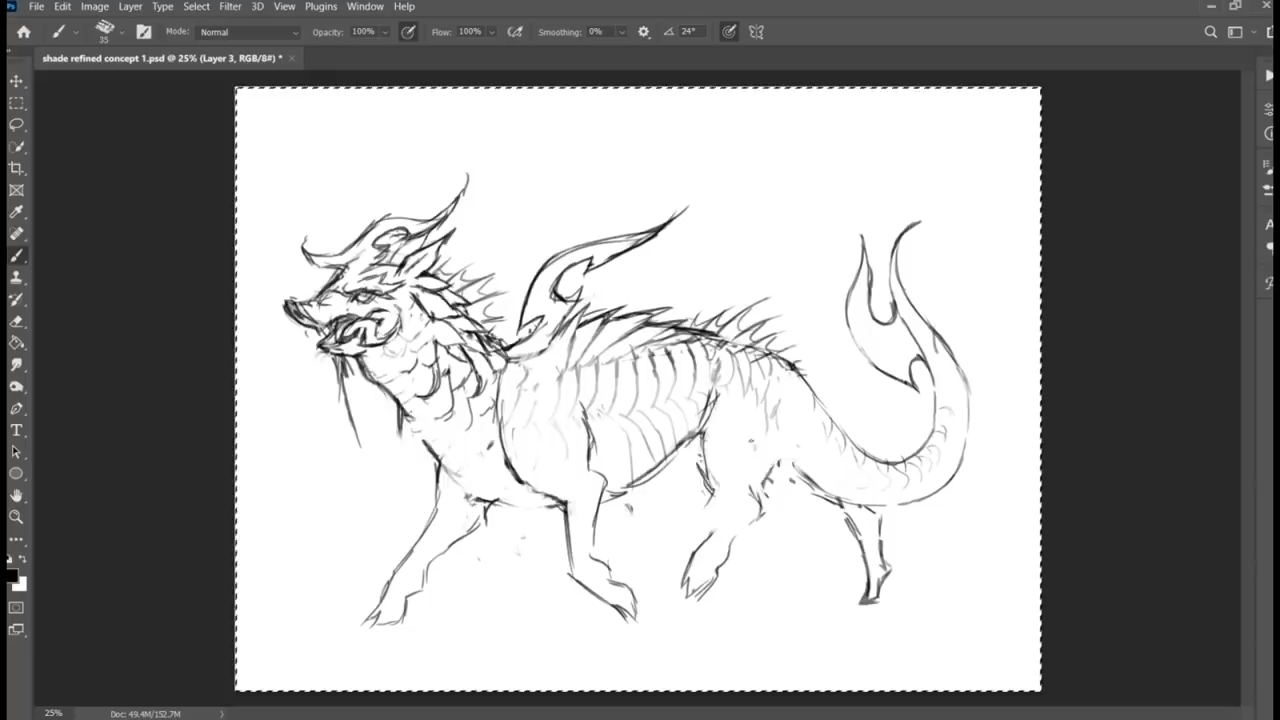 Ps File Edit Image Layer Type Select Filter 3D View Plugins Window Help
35 Mode: Normal Opacity: 100% Flow: 100% Smoothing: 0% 24°
shade refined concept 1.psd @ 25% (Layer 3, RGB/8#) * ×
T
25% Doc: 49.4M/152.7M